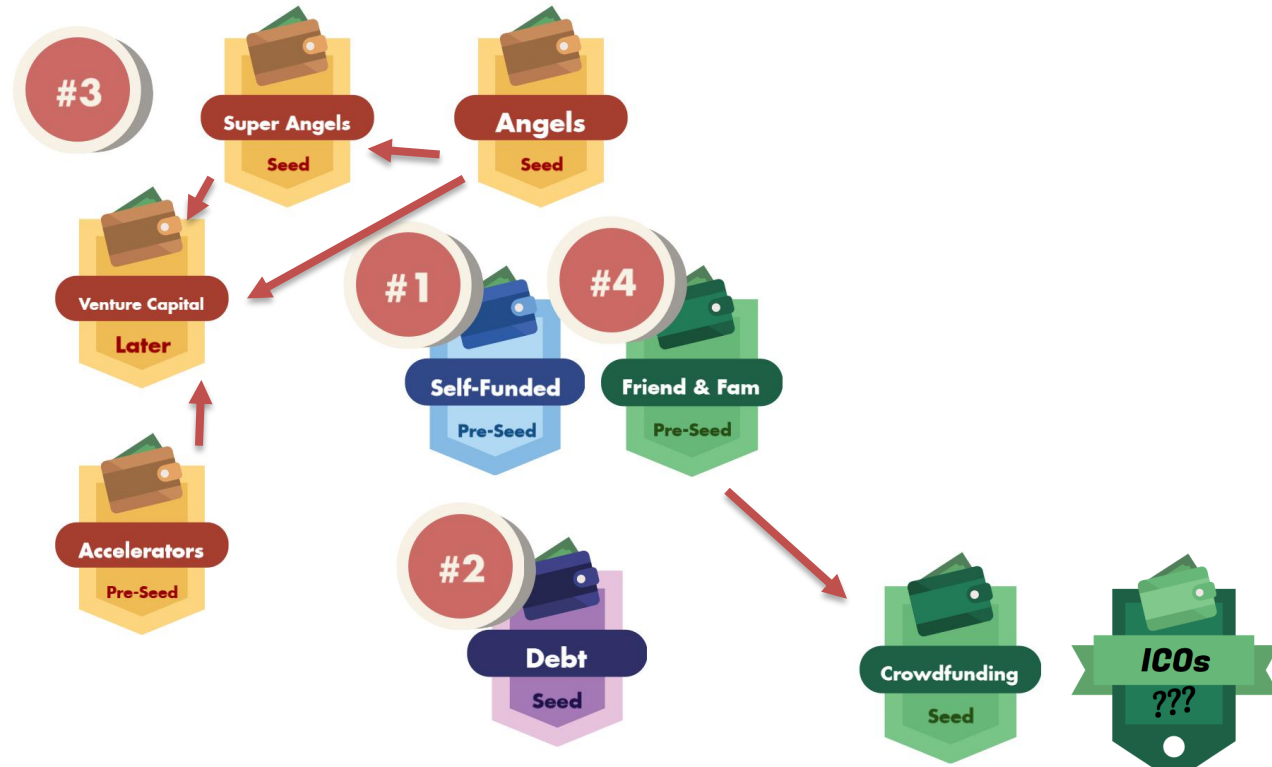 #3
Super Angels
Seed
Angels
Seed
Venture Capital
Later
#1
Self-Funded
Pre-Seed
#4
Friend & Fam
Pre-Seed
Accelerators
Pre-Seed
#2
Debt
Seed
Crowdfunding
Seed
ICOs
???